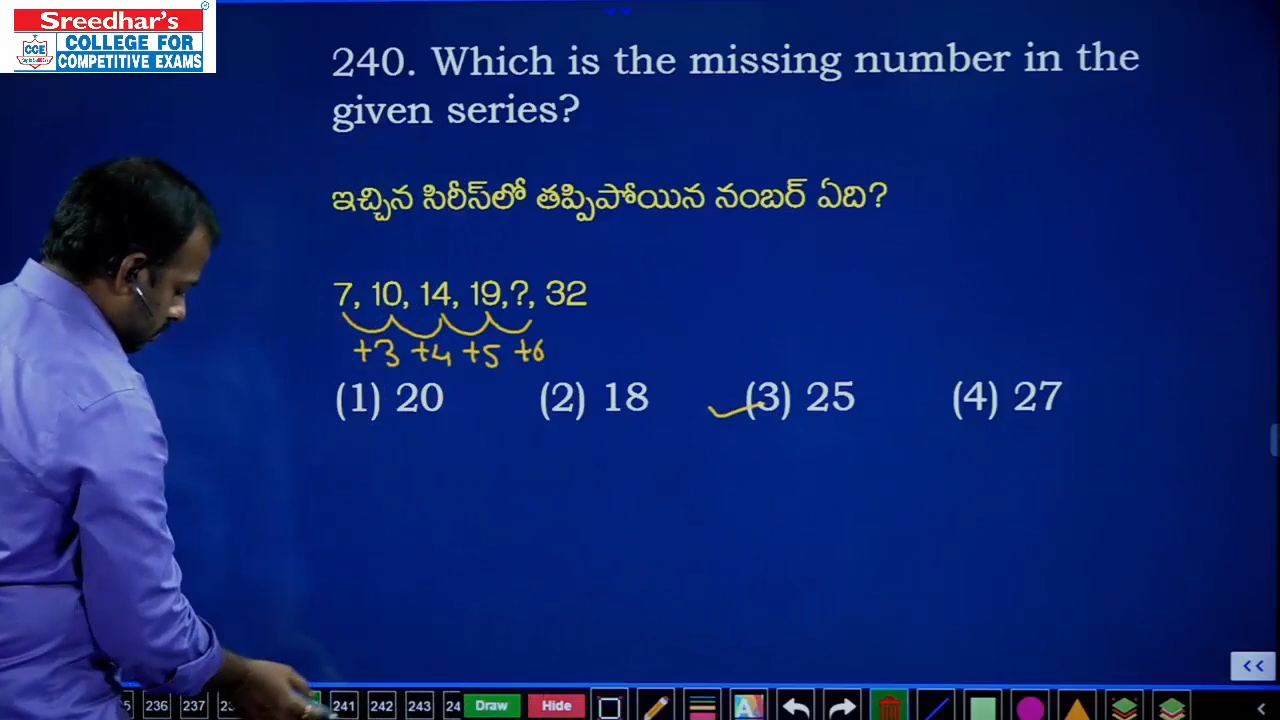 Sreedhar's
CCE
COLLEGE FOR
COMPETITIVE EXAMS
240. Which is the missing number in the
given series?
ఇచ్చిన సిరీస్‌లో తప్పిపోయిన నంబర్ ఏది?
7, 10, 14, 19,?, 32
+3 +4 +5 +6
(1) 20 (2) 18 (3) 25 (4) 27
<<
236 237 241 242 243 24 Draw Hide A <